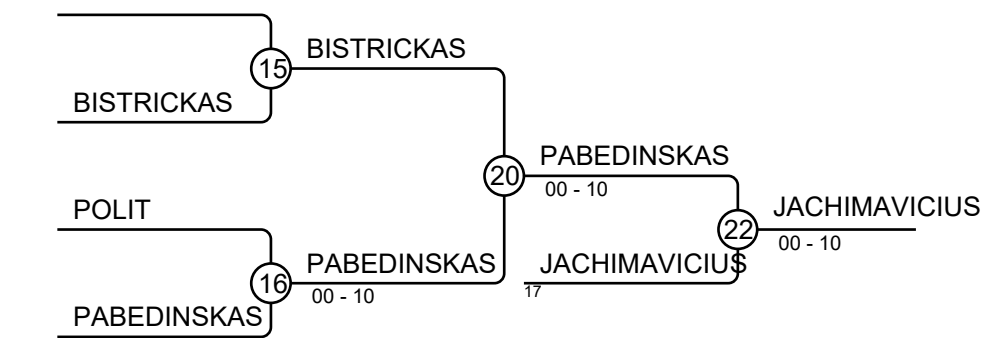 BISTRICKAS
15
BISTRICKAS
PABEDINSKAS
20
00 - 10
POLIT
JACHIMAVICIUS
22
00 - 10
PABEDINSKAS
JACHIMAVICIUS
16
00 - 10
17
PABEDINSKAS